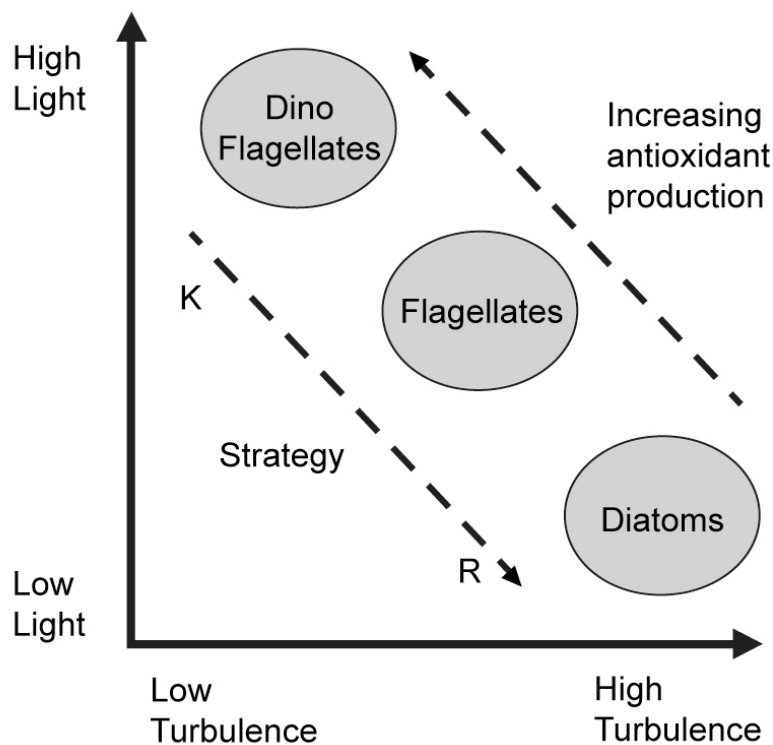 High
Light
Dino
Flagellates
Increasing
antioxidant
production
K
Flagellates
Strategy
Diatoms
R
Low
Light
Low
Turbulence
High
Turbulence